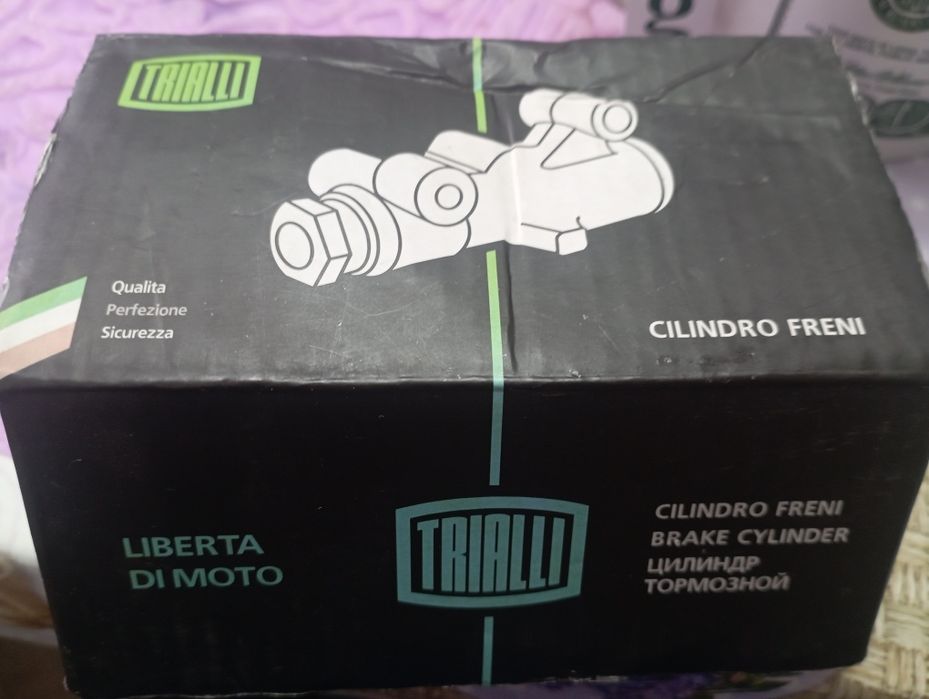 TRIALLI
Qualita
Perfezione
Sicurezza
CILINDRO FRENI
LIBERTA
DI MOTO
TRIALLI
CILINDRO FRENI
BRAKE CYLINDER
ЦИЛИНДР
ТОРМОЗНОЙ